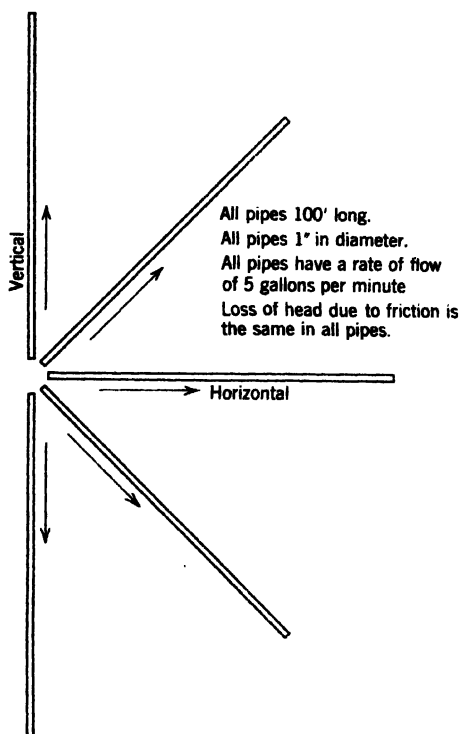 Vertical
All pipes 100' long.
All pipes 1" in diameter.
All pipes have a rate of flow
of 5 gallons per minute
Loss of head due to friction is
the same in all pipes.
Horizontal